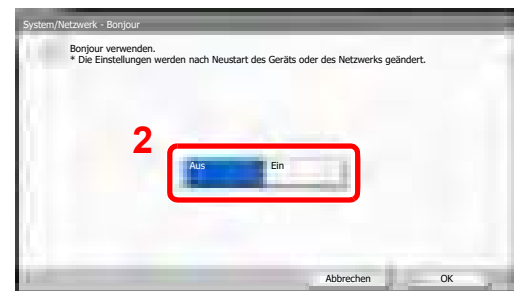 System/Netzwerk - Bonjour
Bonjour verwenden.
* Die Einstellungen werden nach Neustart des Geräts oder des Netzwerks geändert.
2
Aus Ein
Abbrechen OK